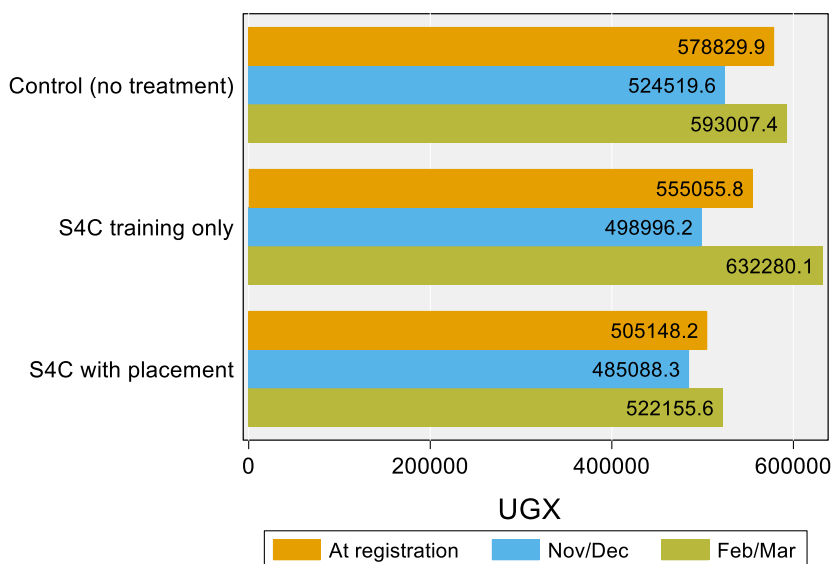 578829.9
Control (no treatment)
524519.6
593007.4
555055.8
S4C training only
498996.2
632280.1
505148.2
S4C with placement
485088.3
522155.6
0 200000 400000 600000
UGX
At registration Nov/Dec Feb/Mar